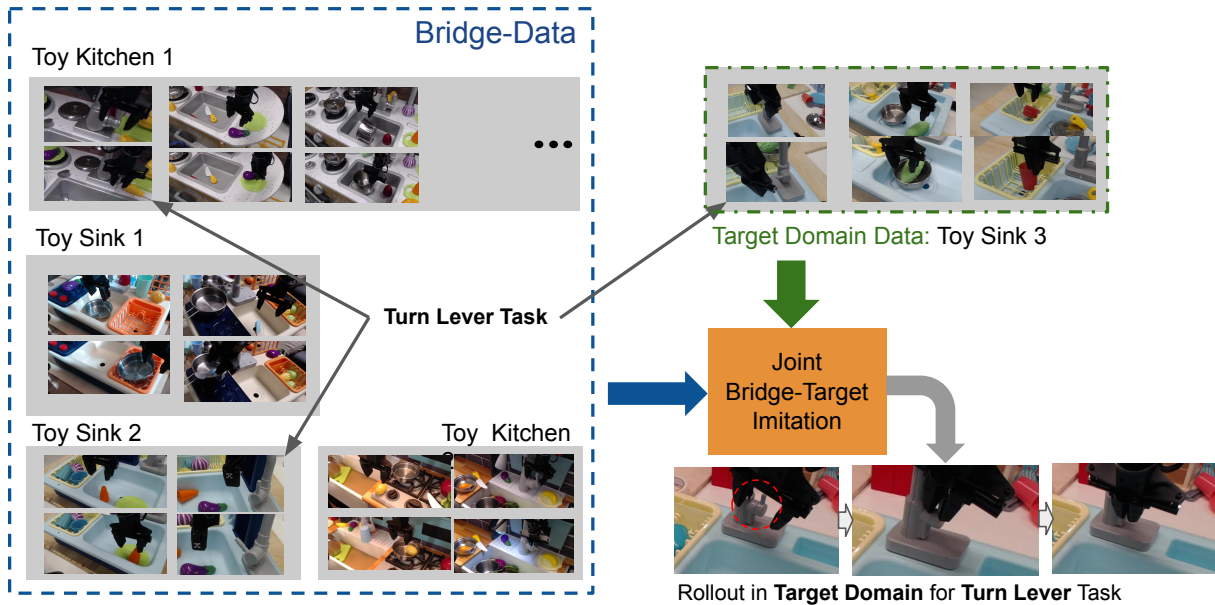 Bridge-Data
Toy Kitchen 1
...
Toy Sink 1
Turn Lever Task
Toy Sink 2
Toy Kitchen
Target Domain Data: Toy Sink 3
Joint
Bridge-Target
Imitation
Rollout in Target Domain for Turn Lever Task